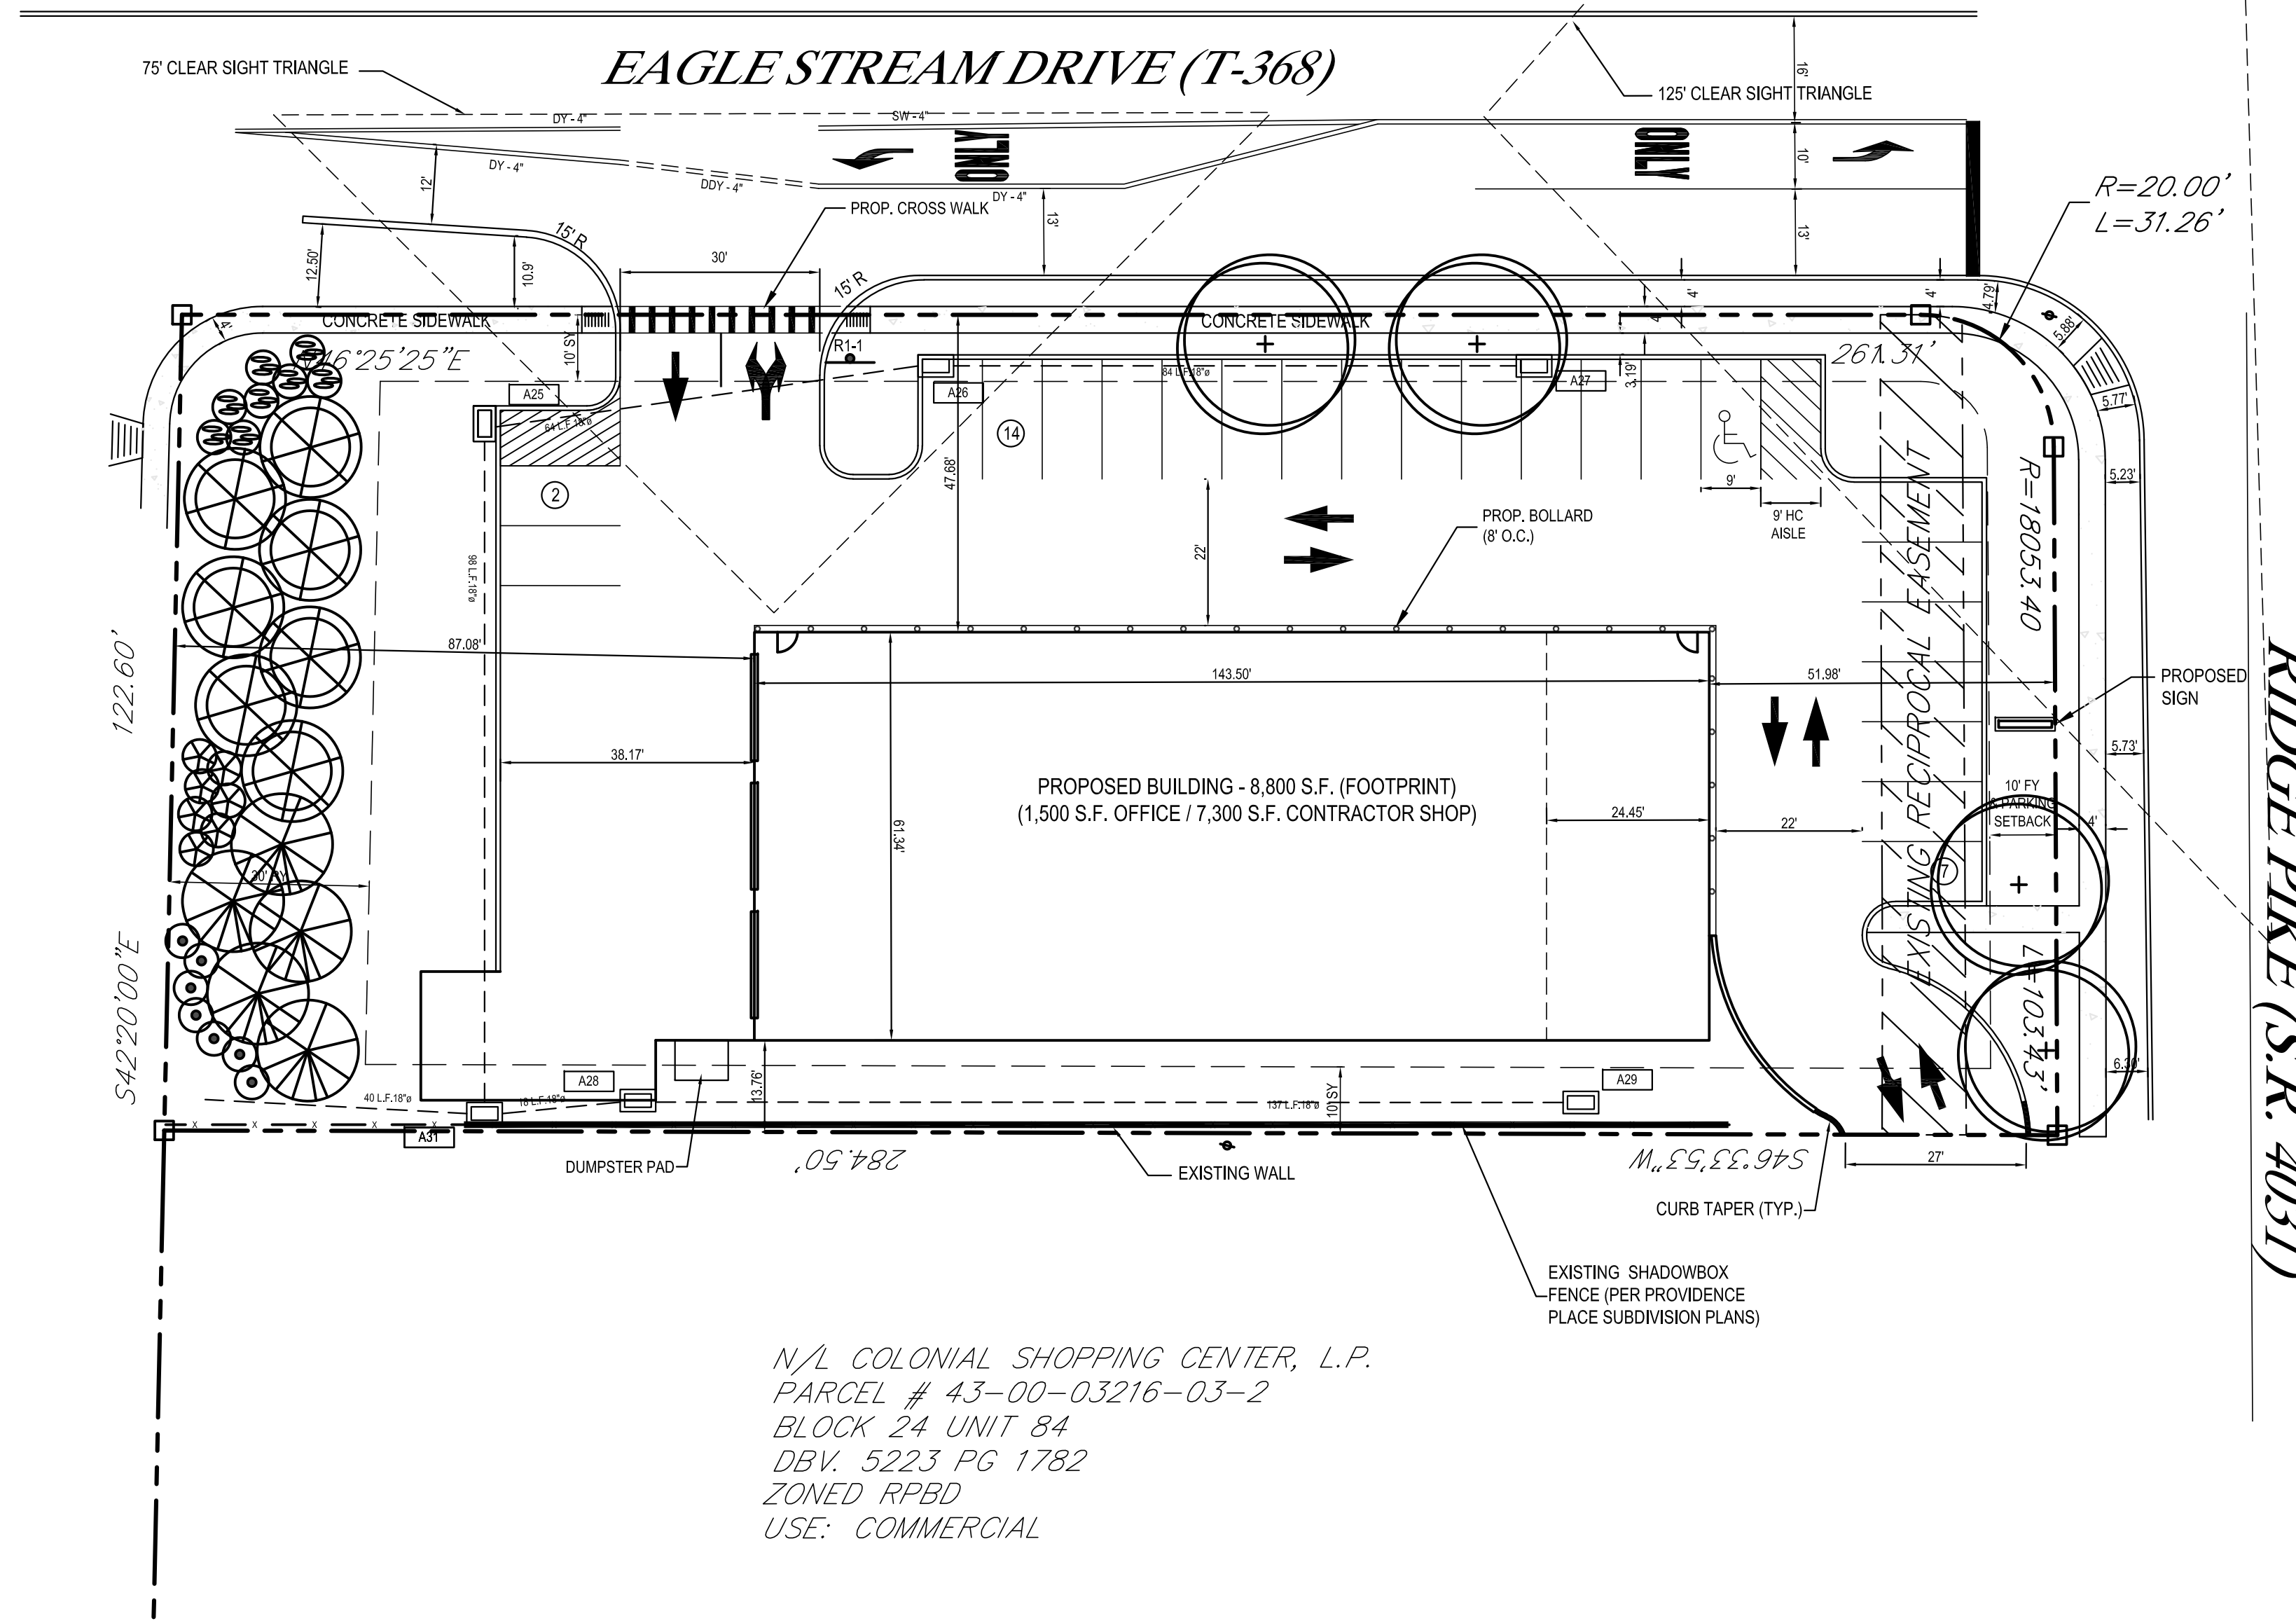 EAGLE STREAM DRIVE (T-368)
75' CLEAR SIGHT TRIANGLE
125' CLEAR SIGHT TRIANGLE
16'
DY - 4"
SW - 4"
ONLY
ONLY
10'
DY - 4"
DDY - 4"
DY - 4"
12'
13'
13'
R=20.00'
L=31.26'
PROP. CROSS WALK
15' R
12.50'
10.9'
30'
15' R
4'
4'
4.79'
5.88'
4'
CONCRETE SIDEWALK
CONCRETE SIDEWALK
4'
N46°25'25"E
10' SY
R1-1
261.31'
3.19'
84 L.F.18"ø
A25
A26
A27
5.77'
64 L.F.18"ø
14
2
47.68'
9'
9' HC
AISLE
5.23'
PROP. BOLLARD
(8' O.C.)
22'
98 L.F.18"ø
EXISTING RECIPROCAL EASEMENT
R=18053.40
L=103.43'
122.60'
S42°20'00"E
87.08'
143.50'
51.98'
PROPOSED
SIGN
RIDGE PIKE (S.R. 4031)
38.17'
5.73'
PROPOSED BUILDING - 8,800 S.F. (FOOTPRINT)
(1,500 S.F. OFFICE / 7,300 S.F. CONTRACTOR SHOP)
61.34'
24.45'
22'
10' FY
& PARKING
SETBACK
4'
7
30' RY
6.30'
A28
A29
13.76'
40 L.F.18"ø
18 L.F.18"ø
137 L.F.18"ø
10' SY
x x x x x
A31
DUMPSTER PAD
284.50'
EXISTING WALL
S46°33'53"W
27'
CURB TAPER (TYP.)
EXISTING SHADOWBOX
FENCE (PER PROVIDENCE
PLACE SUBDIVISION PLANS)
N/L COLONIAL SHOPPING CENTER, L.P.
PARCEL # 43-00-03216-03-2
BLOCK 24 UNIT 84
DBV. 5223 PG 1782
ZONED RPBD
USE: COMMERCIAL